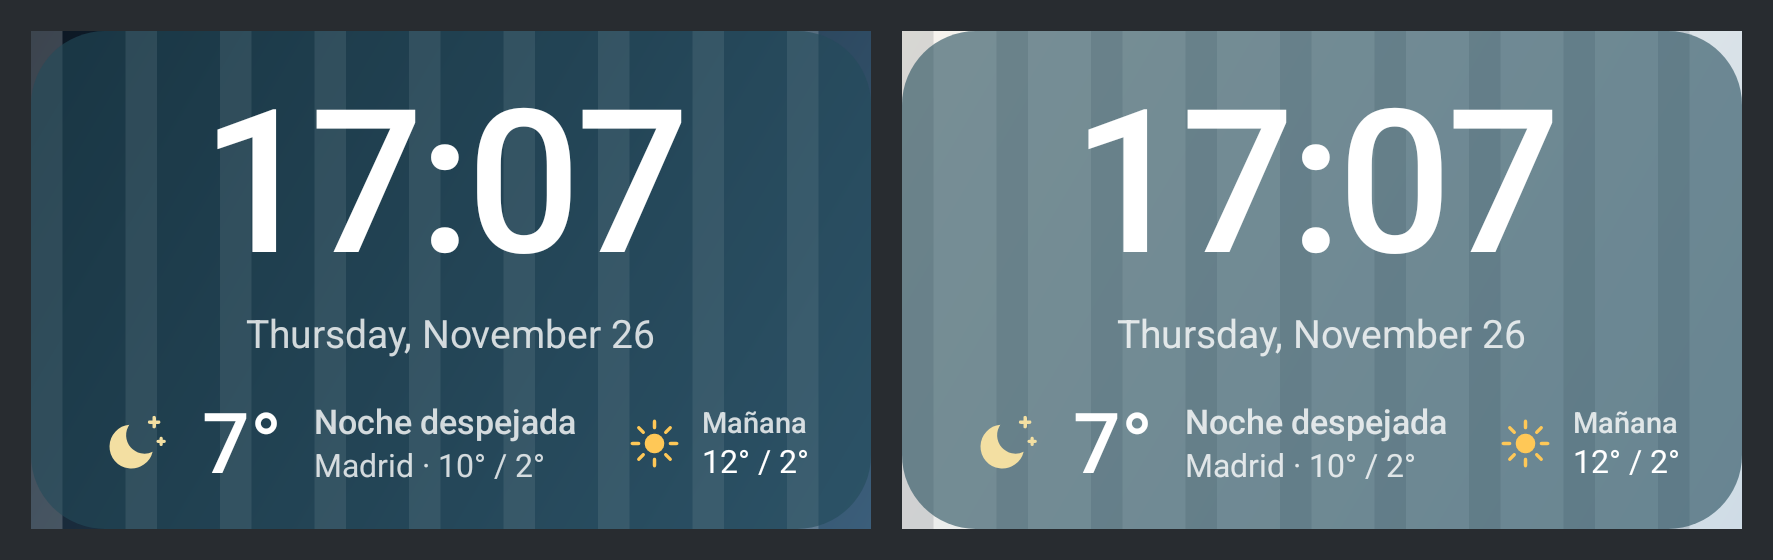 17:07
Thursday, November 26
7° Noche despejada
Madrid · 10° / 2°
Mañana
12° / 2°
17:07
Thursday, November 26
7° Noche despejada
Madrid · 10° / 2°
Mañana
12° / 2°